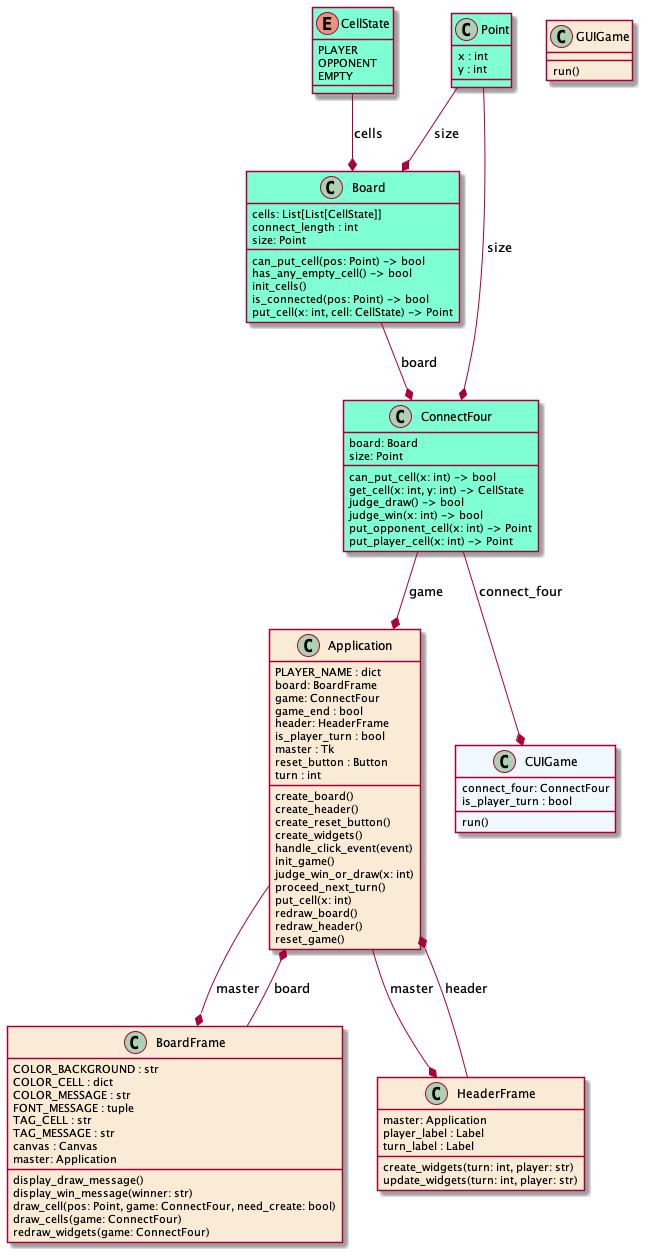 E CellState
PLAYER
OPPONENT
EMPTY
C Point
x : int
y : int
C GUIGame
run()
cells
size
size
C Board
cells: List[List[CellState]]
connect_length : int
size: Point
can_put_cell(pos: Point) -> bool
has_any_empty_cell() -> bool
init_cells()
is_connected(pos: Point) -> bool
put_cell(x: int, cell: CellState) -> Point
board
C ConnectFour
board: Board
size: Point
can_put_cell(x: int) -> bool
get_cell(x: int, y: int) -> CellState
judge_draw() -> bool
judge_win(x: int) -> bool
put_opponent_cell(x: int) -> Point
put_player_cell(x: int) -> Point
game
connect_four
C Application
PLAYER_NAME : dict
board: BoardFrame
game: ConnectFour
game_end : bool
header: HeaderFrame
is_player_turn : bool
master : Tk
reset_button : Button
turn : int
create_board()
create_header()
create_reset_button()
create_widgets()
handle_click_event(event)
init_game()
judge_win_or_draw(x: int)
proceed_next_turn()
put_cell(x: int)
redraw_board()
redraw_header()
reset_game()
C CUIGame
connect_four: ConnectFour
is_player_turn : bool
run()
master
board
master
header
C BoardFrame
COLOR_BACKGROUND : str
COLOR_CELL : dict
COLOR_MESSAGE : str
FONT_MESSAGE : tuple
TAG_CELL : str
TAG_MESSAGE : str
canvas : Canvas
master: Application
display_draw_message()
display_win_message(winner: str)
draw_cell(pos: Point, game: ConnectFour, need_create: bool)
draw_cells(game: ConnectFour)
redraw_widgets(game: ConnectFour)
C HeaderFrame
master: Application
player_label : Label
turn_label : Label
create_widgets(turn: int, player: str)
update_widgets(turn: int, player: str)